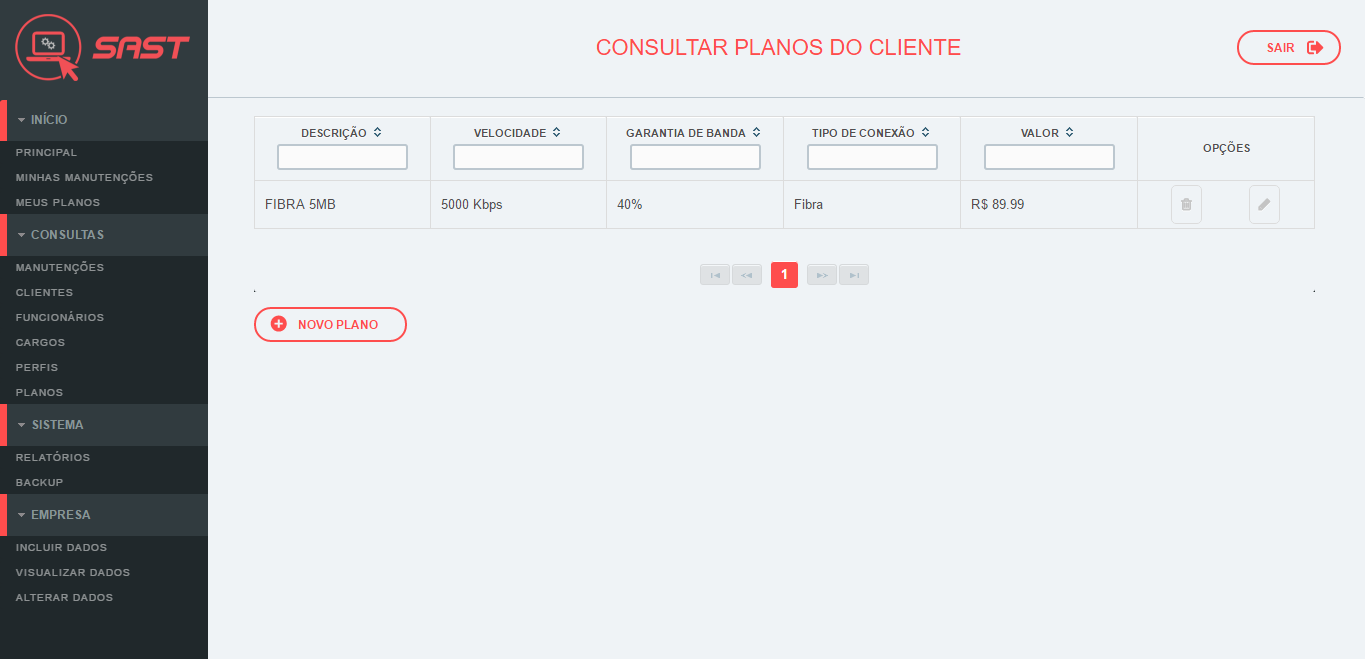 SAST
CONSULTAR PLANOS DO CLIENTE
SAIR
INÍCIO
PRINCIPAL
MINHAS MANUTENÇÕES
MEUS PLANOS
CONSULTAS
MANUTENÇÕES
CLIENTES
FUNCIONÁRIOS
CARGOS
PERFIS
PLANOS
SISTEMA
RELATÓRIOS
BACKUP
EMPRESA
INCLUIR DADOS
VISUALIZAR DADOS
ALTERAR DADOS
DESCRIÇÃO VELOCIDADE GARANTIA DE BANDA TIPO DE CONEXÃO VALOR OPÇÕES
FIBRA 5MB 5000 Kbps 40% Fibra R$ 89.99
1
NOVO PLANO